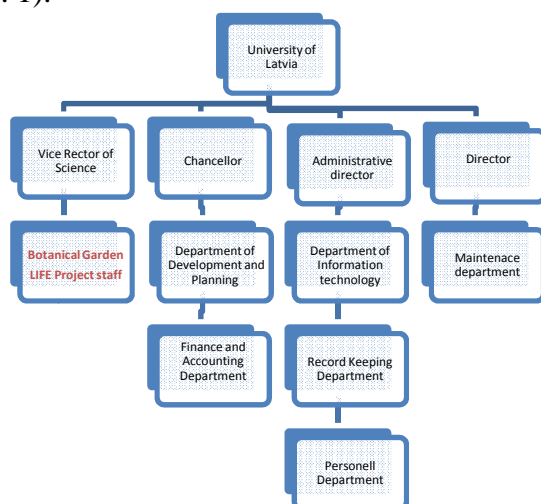 . 1).
University of
Latvia
Vice Rector of
Science
Chancellor
Administrative
director
Director
Botanical Garden
LIFE Project staff
Department of
Development and
Planning
Department of
Information
technology
Maintenace
department
Finance and
Accounting
Department
Record Keeping
Department
Personell
Department